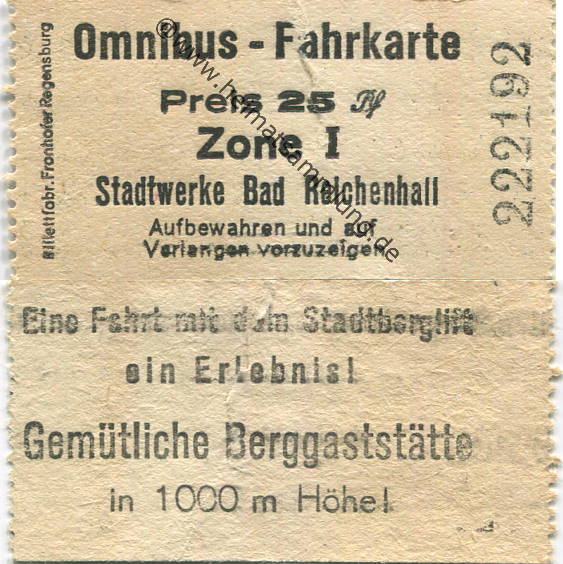 Omnibus - Fahrkarte
Preis 25 Pf
Zone I
Stadtwerke Bad Reichenhall
Aufbewahren und auf
Verlangen vorzuzeigen
Billettfabr. Fronhofer Regensburg
222192
©www.heimatsammlung.de
Eine Fahrt mit dem Stadtberglift
ein Erlebnis!
Gemütliche Berggaststätte
in 1000 m Höhe!